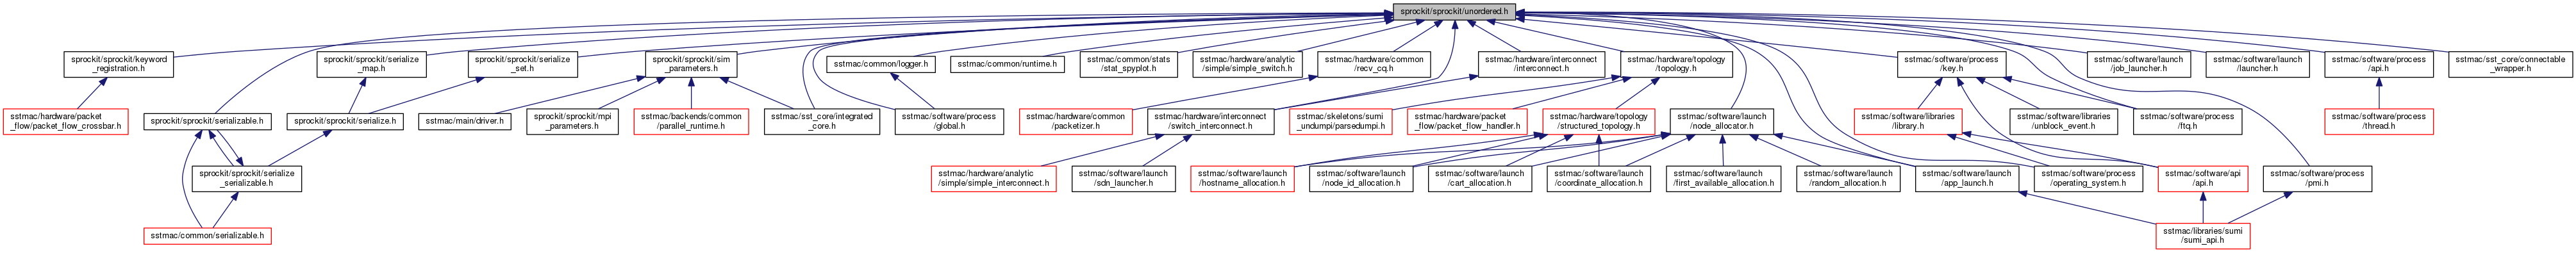 sprockit/sprockit/unordered.h
sprockit/sprockit/keyword
_registration.h
sprockit/sprockit/serialize
_map.h
sprockit/sprockit/serialize
_set.h
sprockit/sprockit/sim
_parameters.h
sstmac/common/logger.h
sstmac/common/runtime.h
sstmac/common/stats
/stat_spyplot.h
sstmac/hardware/analytic
/simple/simple_switch.h
sstmac/hardware/common
/recv_cq.h
sstmac/hardware/interconnect
/interconnect.h
sstmac/hardware/topology
/topology.h
sstmac/software/process
/key.h
sstmac/software/launch
/job_launcher.h
sstmac/software/launch
/launcher.h
sstmac/software/process
/api.h
sstmac/sst_core/connectable
_wrapper.h
sstmac/hardware/packet
_flow/packet_flow_crossbar.h
sprockit/sprockit/serializable.h
sprockit/sprockit/serialize.h
sstmac/main/driver.h
sprockit/sprockit/mpi
_parameters.h
sstmac/backends/common
/parallel_runtime.h
sstmac/sst_core/integrated
_core.h
sstmac/software/process
/global.h
sstmac/hardware/common
/packetizer.h
sstmac/hardware/interconnect
/switch_interconnect.h
sstmac/skeletons/sumi
_undumpi/parsedumpi.h
sstmac/hardware/packet
_flow/packet_flow_handler.h
sstmac/hardware/topology
/structured_topology.h
sstmac/software/launch
/node_allocator.h
sstmac/software/libraries
/library.h
sstmac/software/libraries
/unblock_event.h
sstmac/software/process
/ftq.h
sstmac/software/process
/thread.h
sprockit/sprockit/serialize
_serializable.h
sstmac/hardware/analytic
/simple/simple_interconnect.h
sstmac/software/launch
/sdn_launcher.h
sstmac/software/launch
/hostname_allocation.h
sstmac/software/launch
/node_id_allocation.h
sstmac/software/launch
/cart_allocation.h
sstmac/software/launch
/coordinate_allocation.h
sstmac/software/launch
/first_available_allocation.h
sstmac/software/launch
/random_allocation.h
sstmac/software/launch
/app_launch.h
sstmac/software/process
/operating_system.h
sstmac/software/api
/api.h
sstmac/software/process
/pmi.h
sstmac/common/serializable.h
sstmac/libraries/sumi
/sumi_api.h